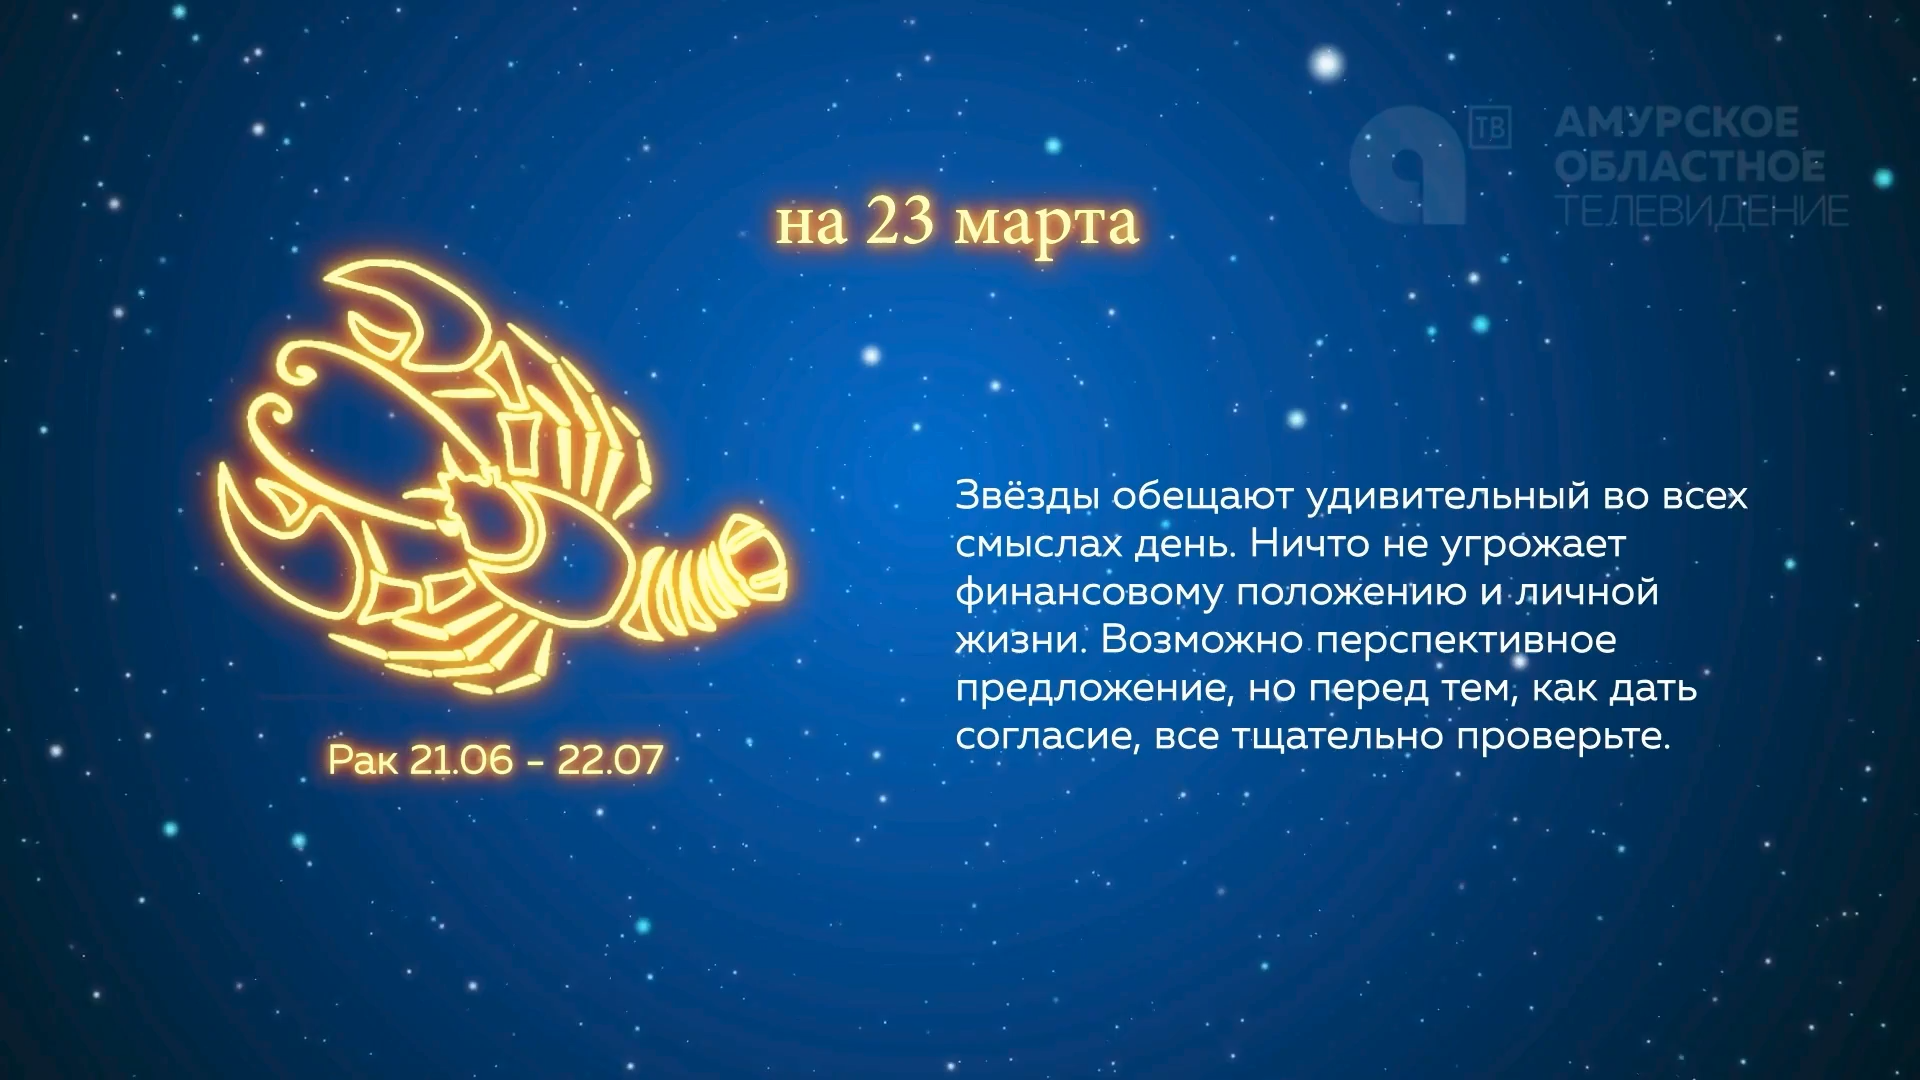 ТВ
АМУРСКОЕ
ОБЛАСТНОЕ
ТЕЛЕВИДЕНИЕ
на 23 марта
Звёзды обещают удивительный во всех
смыслах день. Ничто не угрожает
финансовому положению и личной
жизни. Возможно перспективное
предложение, но перед тем, как дать
согласие, все тщательно проверьте.
Рак 21.06 - 22.07